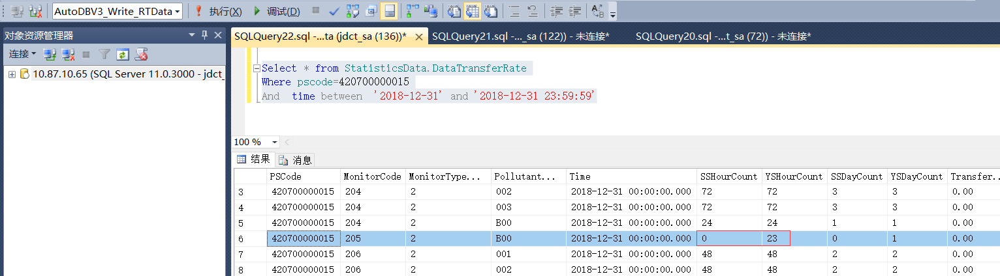 AutoDBV3_Write_RTData 执行(X) 调试(D)
对象资源管理器
连接
10.87.10.65 (SQL Server 11.0.3000 - jdct_
SQLQuery22.sql -...ta (jdct_sa (136))* SQLQuery21.sql -..._sa (122)) - 未连接* SQLQuery20.sql -...t_sa (72)) - 未连接*
Select * from StatisticsData.DataTransferRate
Where pscode=420700000015
And time between '2018-12-31' and '2018-12-31 23:59:59'
100 %
结果 消息
PSCode MonitorCode MonitorType... Pollutant... Time SSHourCount YSHourCount SSDayCount YSDayCount Transfer...
3 420700000015 204 2 002 2018-12-31 00:00:00.000 72 72 3 3 0.00
4 420700000015 204 2 003 2018-12-31 00:00:00.000 72 72 3 3 0.00
5 420700000015 204 2 B00 2018-12-31 00:00:00.000 24 24 1 1 0.00
6 420700000015 205 2 B00 2018-12-31 00:00:00.000 0 23 0 1 0.00
7 420700000015 206 2 001 2018-12-31 00:00:00.000 48 48 2 2 0.00
8 420700000015 206 2 002 2018-12-31 00:00:00.000 48 48 2 2 0.00